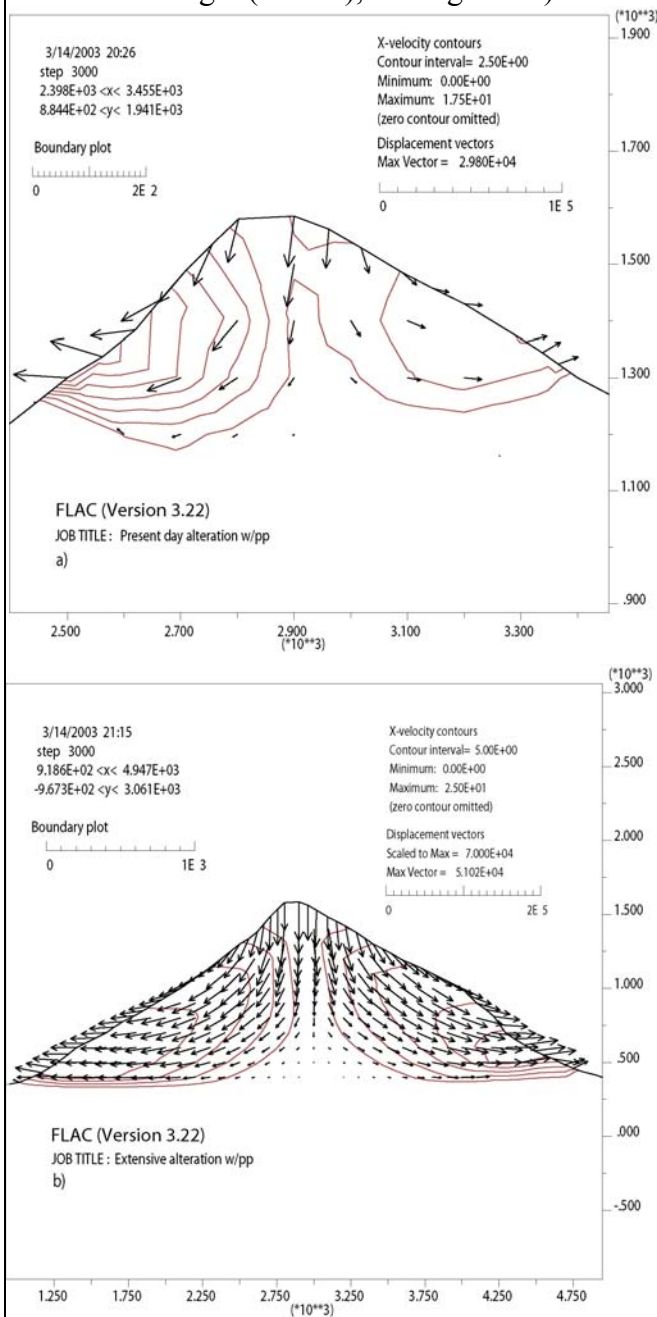 (*10**3)
3/14/2003 20:26
step 3000
2.398E+03 <x< 3.455E+03
8.844E+02 <y< 1.941E+03
Boundary plot
0 2E 2
X-velocity contours
Contour interval= 2.50E+00
Minimum: 0.00E+00
Maximum: 1.75E+01
(zero contour omitted)
Displacement vectors
Max Vector = 2.980E+04
0 1E 5
1.900
1.700
1.500
1.300
1.100
.900
FLAC (Version 3.22)
JOB TITLE : Present day alteration w/pp
a)
2.500 2.700 2.900 3.100 3.300
(*10**3)
(*10**3)
3/14/2003 21:15
step 3000
9.186E+02 <x< 4.947E+03
-9.673E+02 <y< 3.061E+03
Boundary plot
0 1E 3
X-velocity contours
Contour interval= 5.00E+00
Minimum: 0.00E+00
Maximum: 2.50E+01
(zero contour omitted)
Displacement vectors
Scaled to Max = 7.000E+04
Max Vector = 5.102E+04
0 2E 5
3.000
2.500
2.000
1.500
1.000
.500
.000
-.500
FLAC (Version 3.22)
JOB TITLE : Extensive alteration w/pp
b)
1.250 1.750 2.250 2.750 3.250 3.750 4.250 4.750
(*10**3)